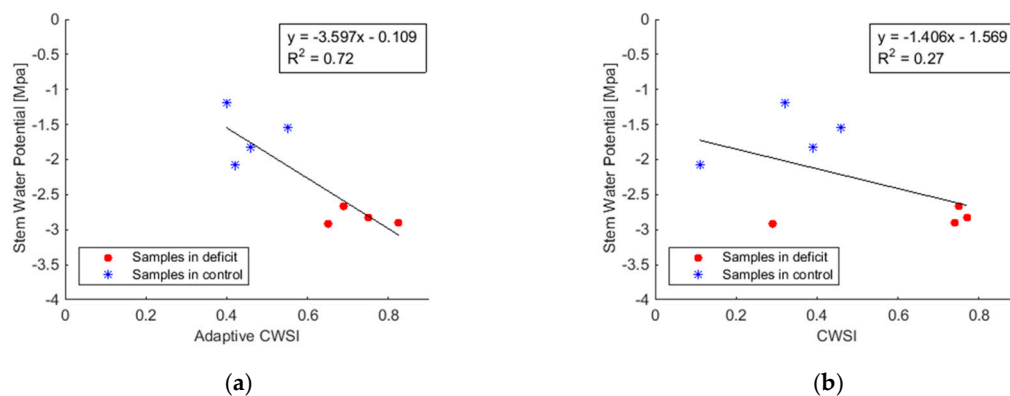 y = -3.597x - 0.109
R² = 0.72
Stem Water Potential [Mpa]
0
-0.5
-1
-1.5
-2
-2.5
-3
-3.5
-4
Samples in deficit
Samples in control
0
0.2
0.4
0.6
0.8
Adaptive CWSI
(a)
y = -1.406x - 1.569
R² = 0.27
Stem Water Potential [Mpa]
0
-0.5
-1
-1.5
-2
-2.5
-3
-3.5
-4
Samples in deficit
Samples in control
0
0.2
0.4
0.6
0.8
CWSI
(b)